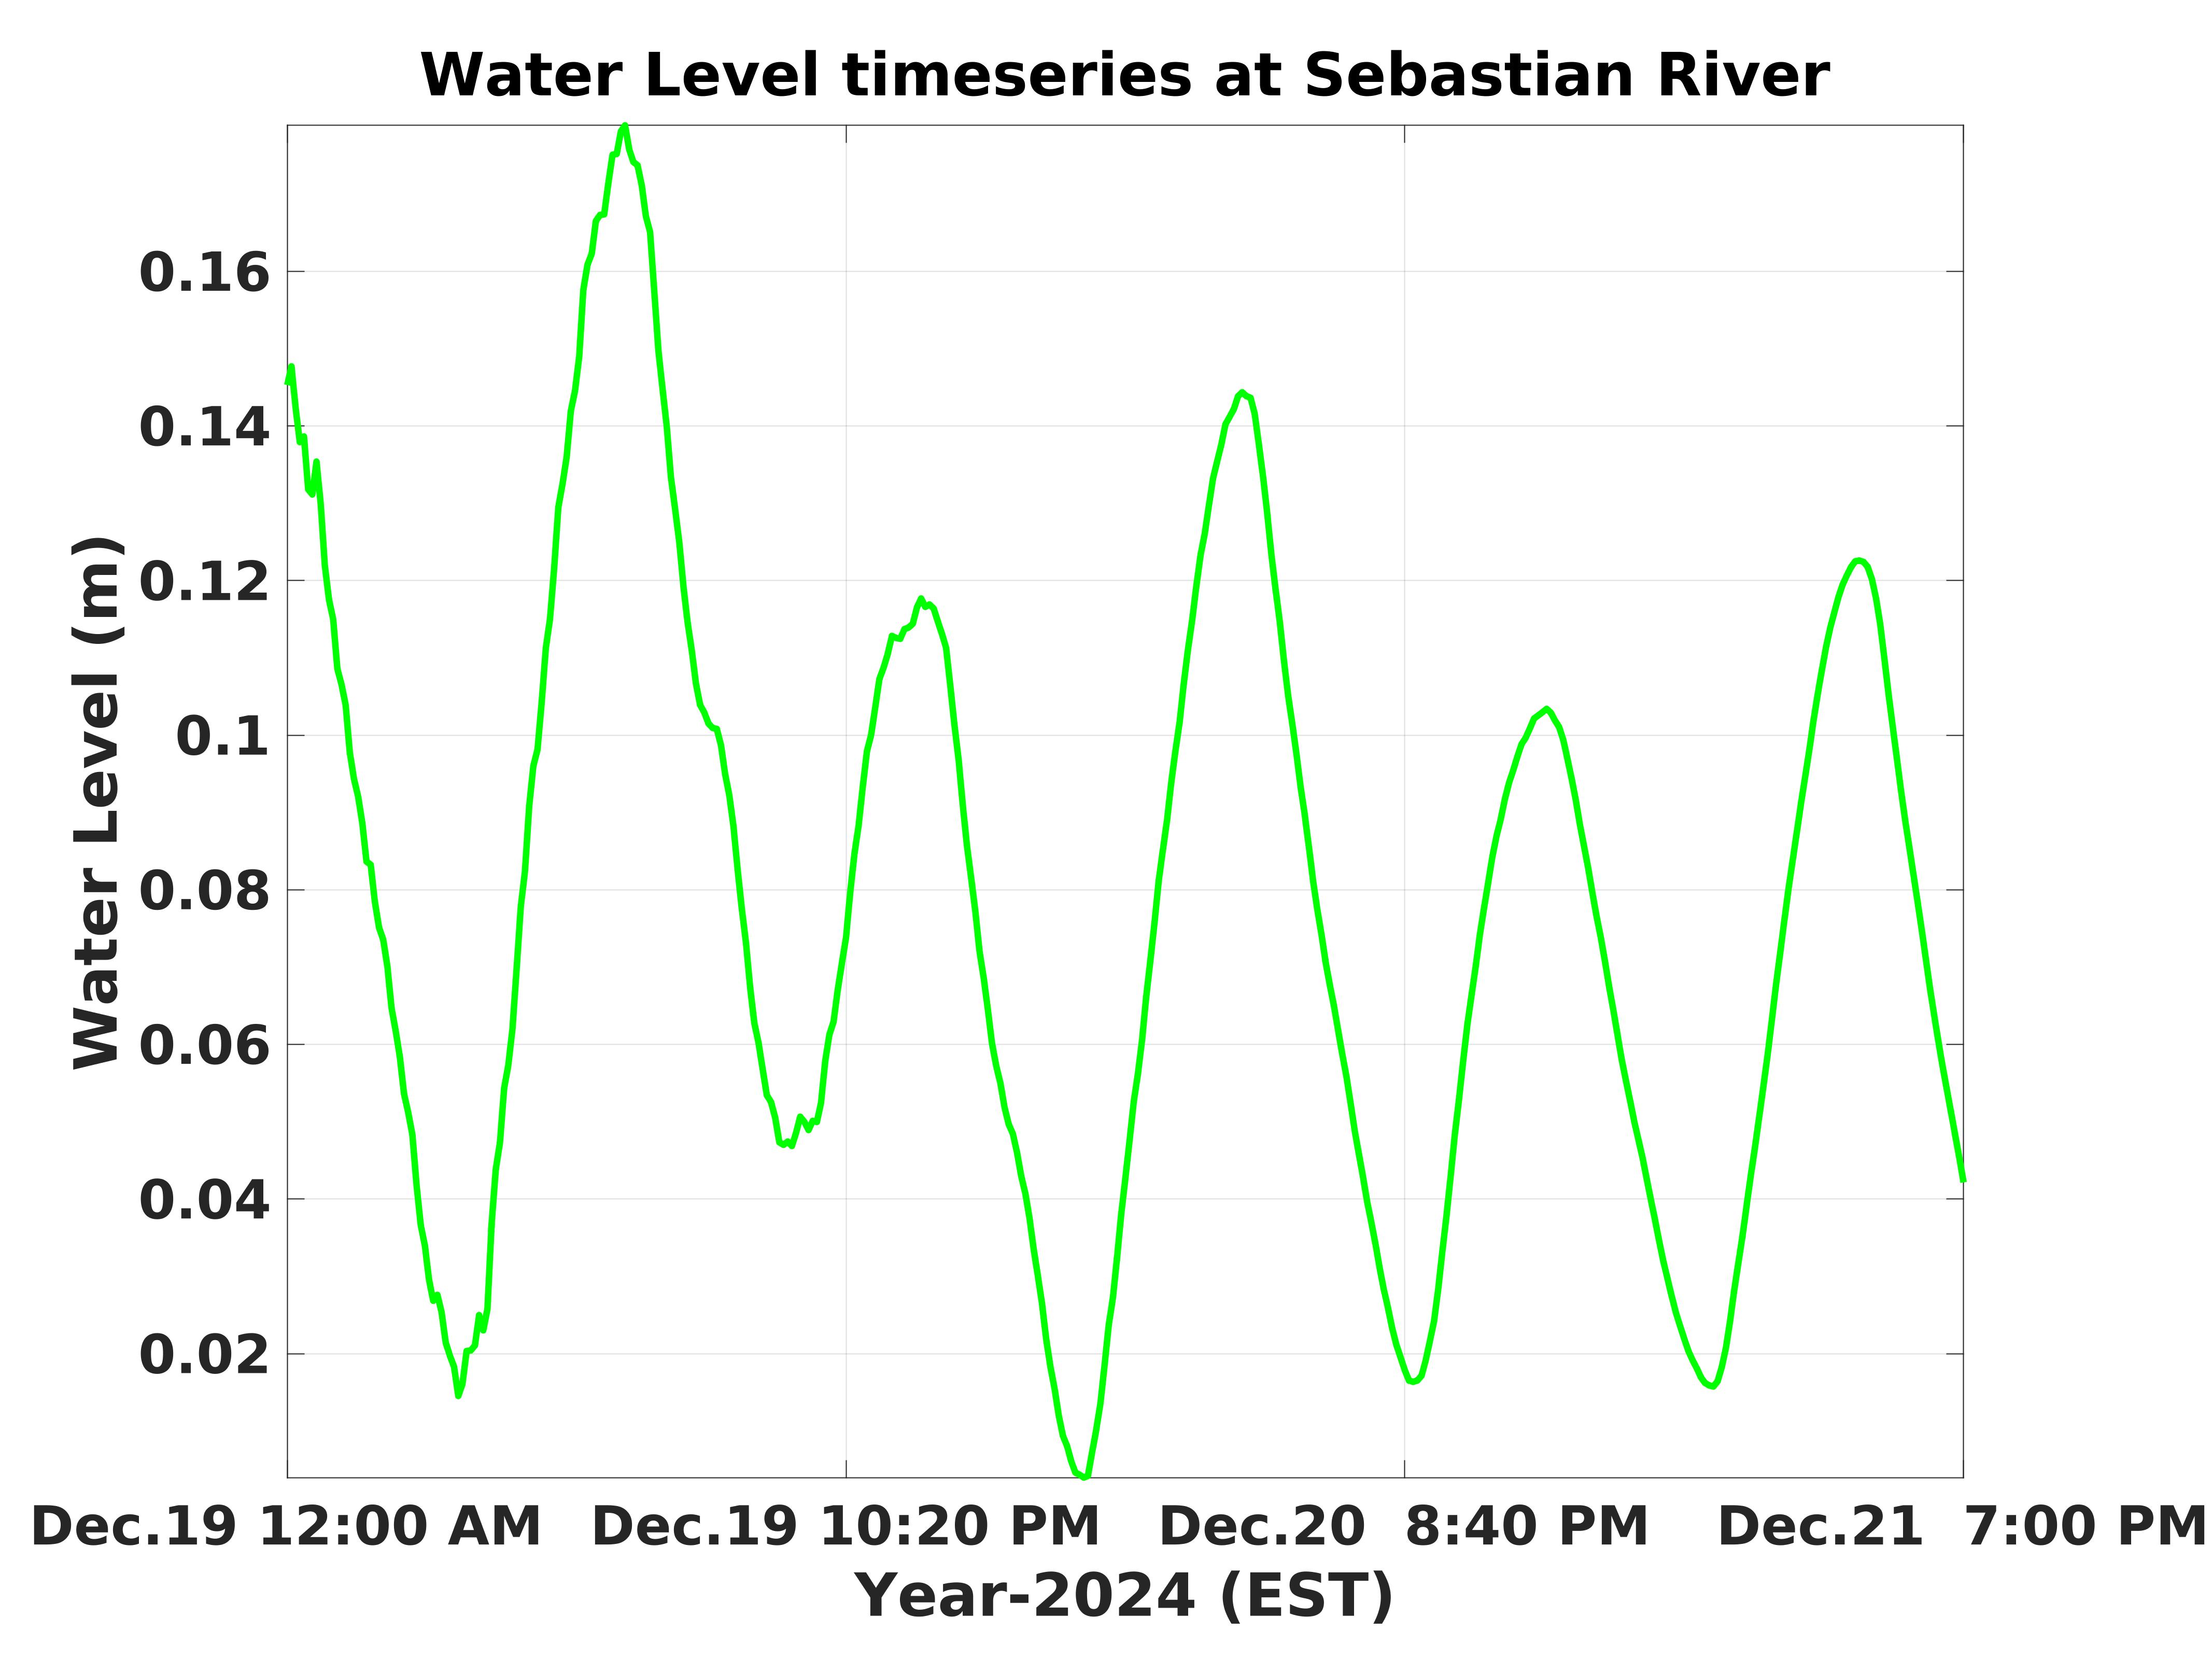 Water Level timeseries at Sebastian River
Water Level (m)
0.16
0.14
0.12
0.1
0.08
0.06
0.04
0.02
Dec.19 12:00 AM Dec.19 10:20 PM Dec.20 8:40 PM Dec.21 7:00 PM
Year-2024 (EST)